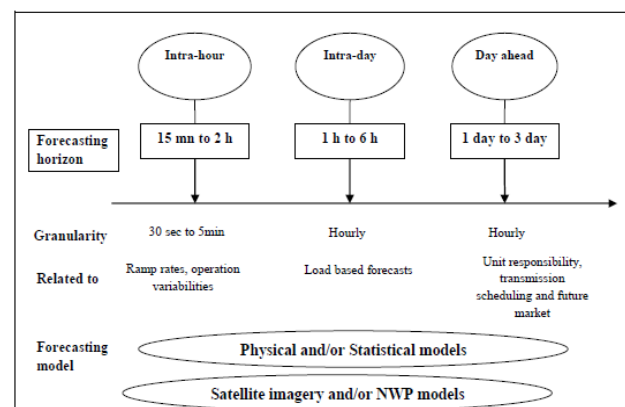 Intra-hour
Intra-day
Day ahead
Forecasting
horizon
15 mn to 2 h
1 h to 6 h
1 day to 3 day
Granularity
30 sec to 5min
Hourly
Hourly
Related to
Ramp rates, operation
variabilities
Load based forecasts
Unit responsibility,
transmission
scheduling and future
market
Forecasting
model
Physical and/or Statistical models
Satellite imagery and/or NWP models